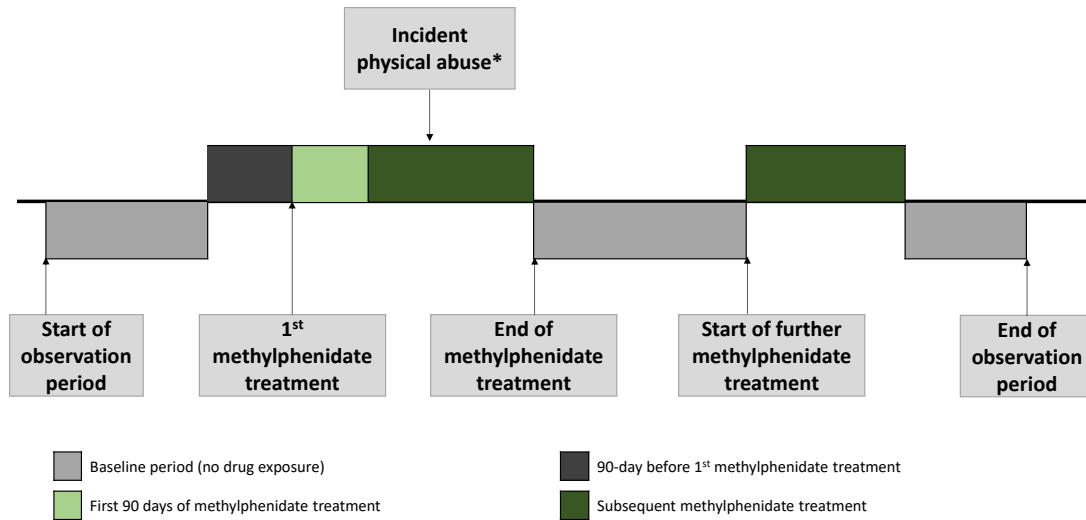 Incident
physical abuse*
Start of
observation
period
1st
methylphenidate
treatment
End of
methylphenidate
treatment
Start of further
methylphenidate
treatment
End of
observation
period
Baseline period (no drug exposure)
90-day before 1st methylphenidate treatment
First 90 days of methylphenidate treatment
Subsequent methylphenidate treatment